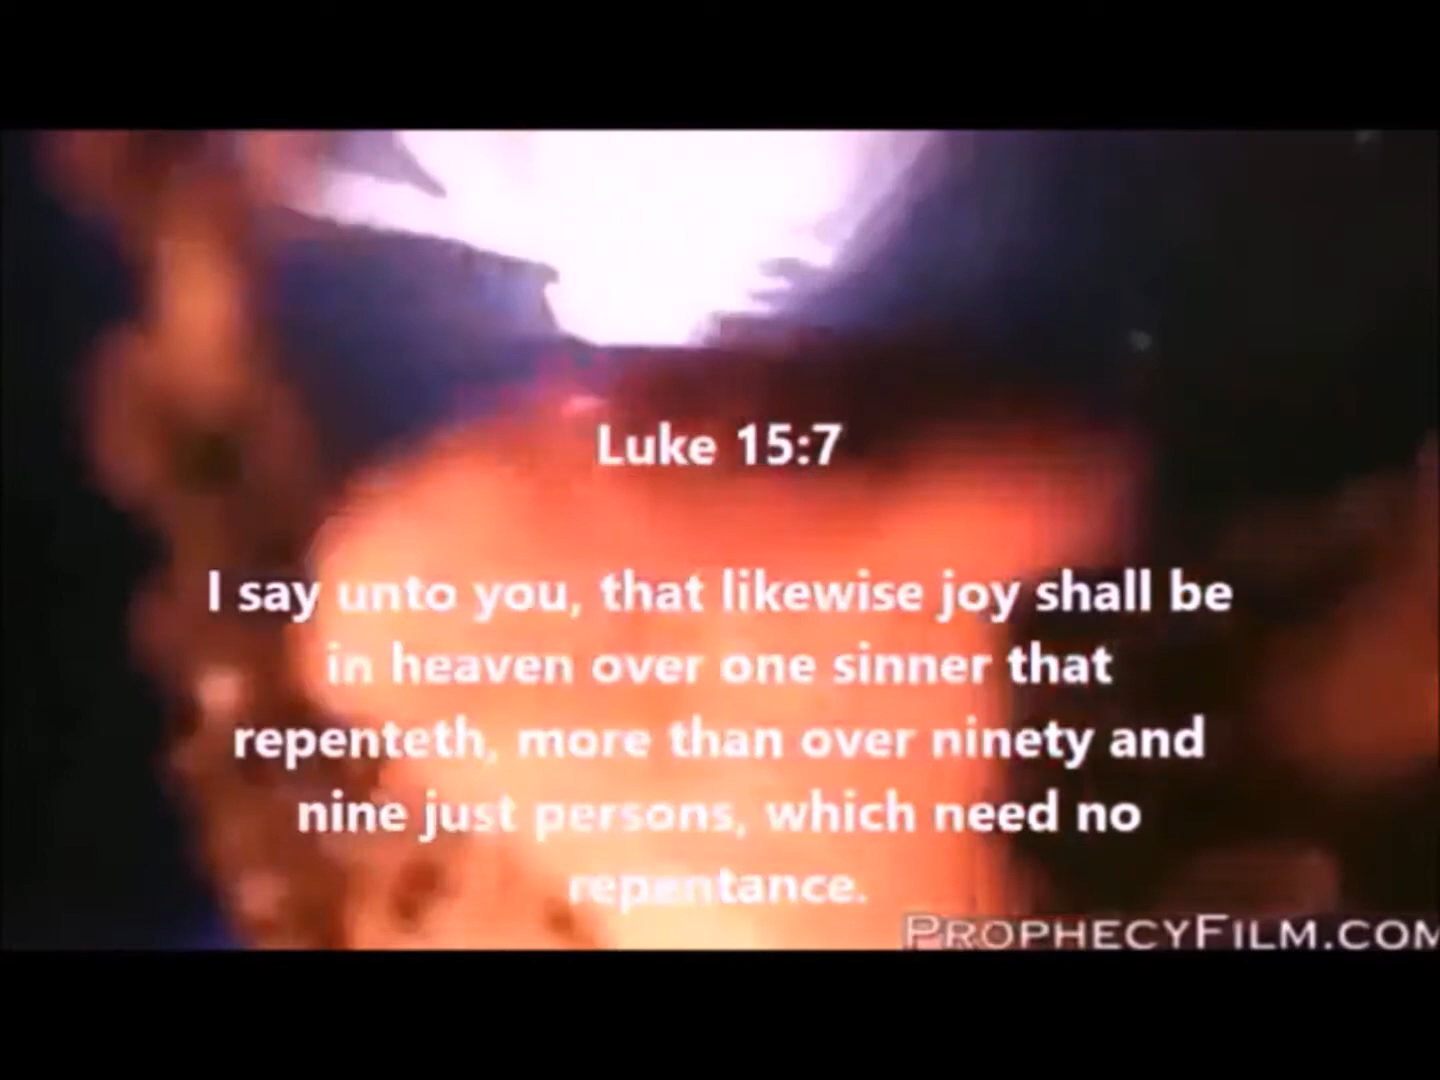 Luke 15:7
I say unto you, that likewise joy shall be
in heaven over one sinner that
repenteth, more than over ninety and
nine just persons, which need no
repentance.
PROPHECYFILM.COM